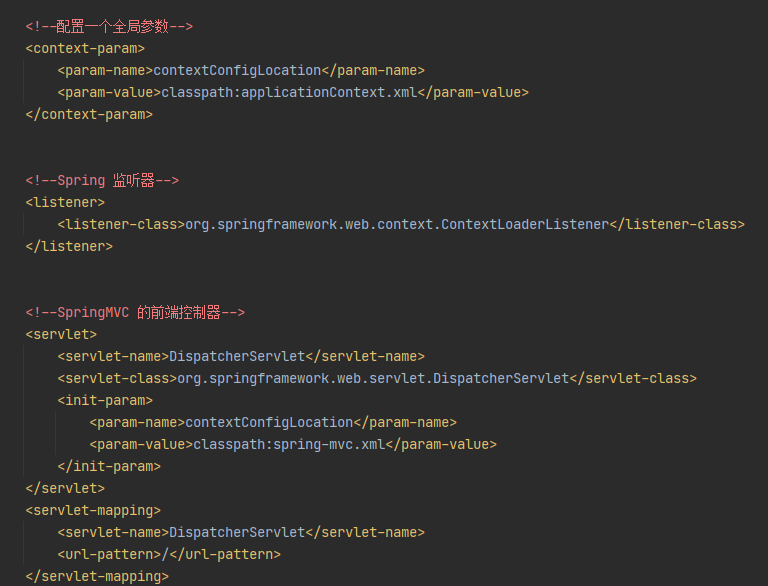 <!--配置一个全局参数-->
<context-param>
    <param-name>contextConfigLocation</param-name>
    <param-value>classpath:applicationContext.xml</param-value>
</context-param>
<!--Spring 监听器-->
<listener>
    <listener-class>org.springframework.web.context.ContextLoaderListener</listener-class>
</listener>
<!--SpringMVC 的前端控制器-->
<servlet>
    <servlet-name>DispatcherServlet</servlet-name>
    <servlet-class>org.springframework.web.servlet.DispatcherServlet</servlet-class>
    <init-param>
        <param-name>contextConfigLocation</param-name>
        <param-value>classpath:spring-mvc.xml</param-value>
    </init-param>
</servlet>
<servlet-mapping>
    <servlet-name>DispatcherServlet</servlet-name>
    <url-pattern>/</url-pattern>
</servlet-mapping>